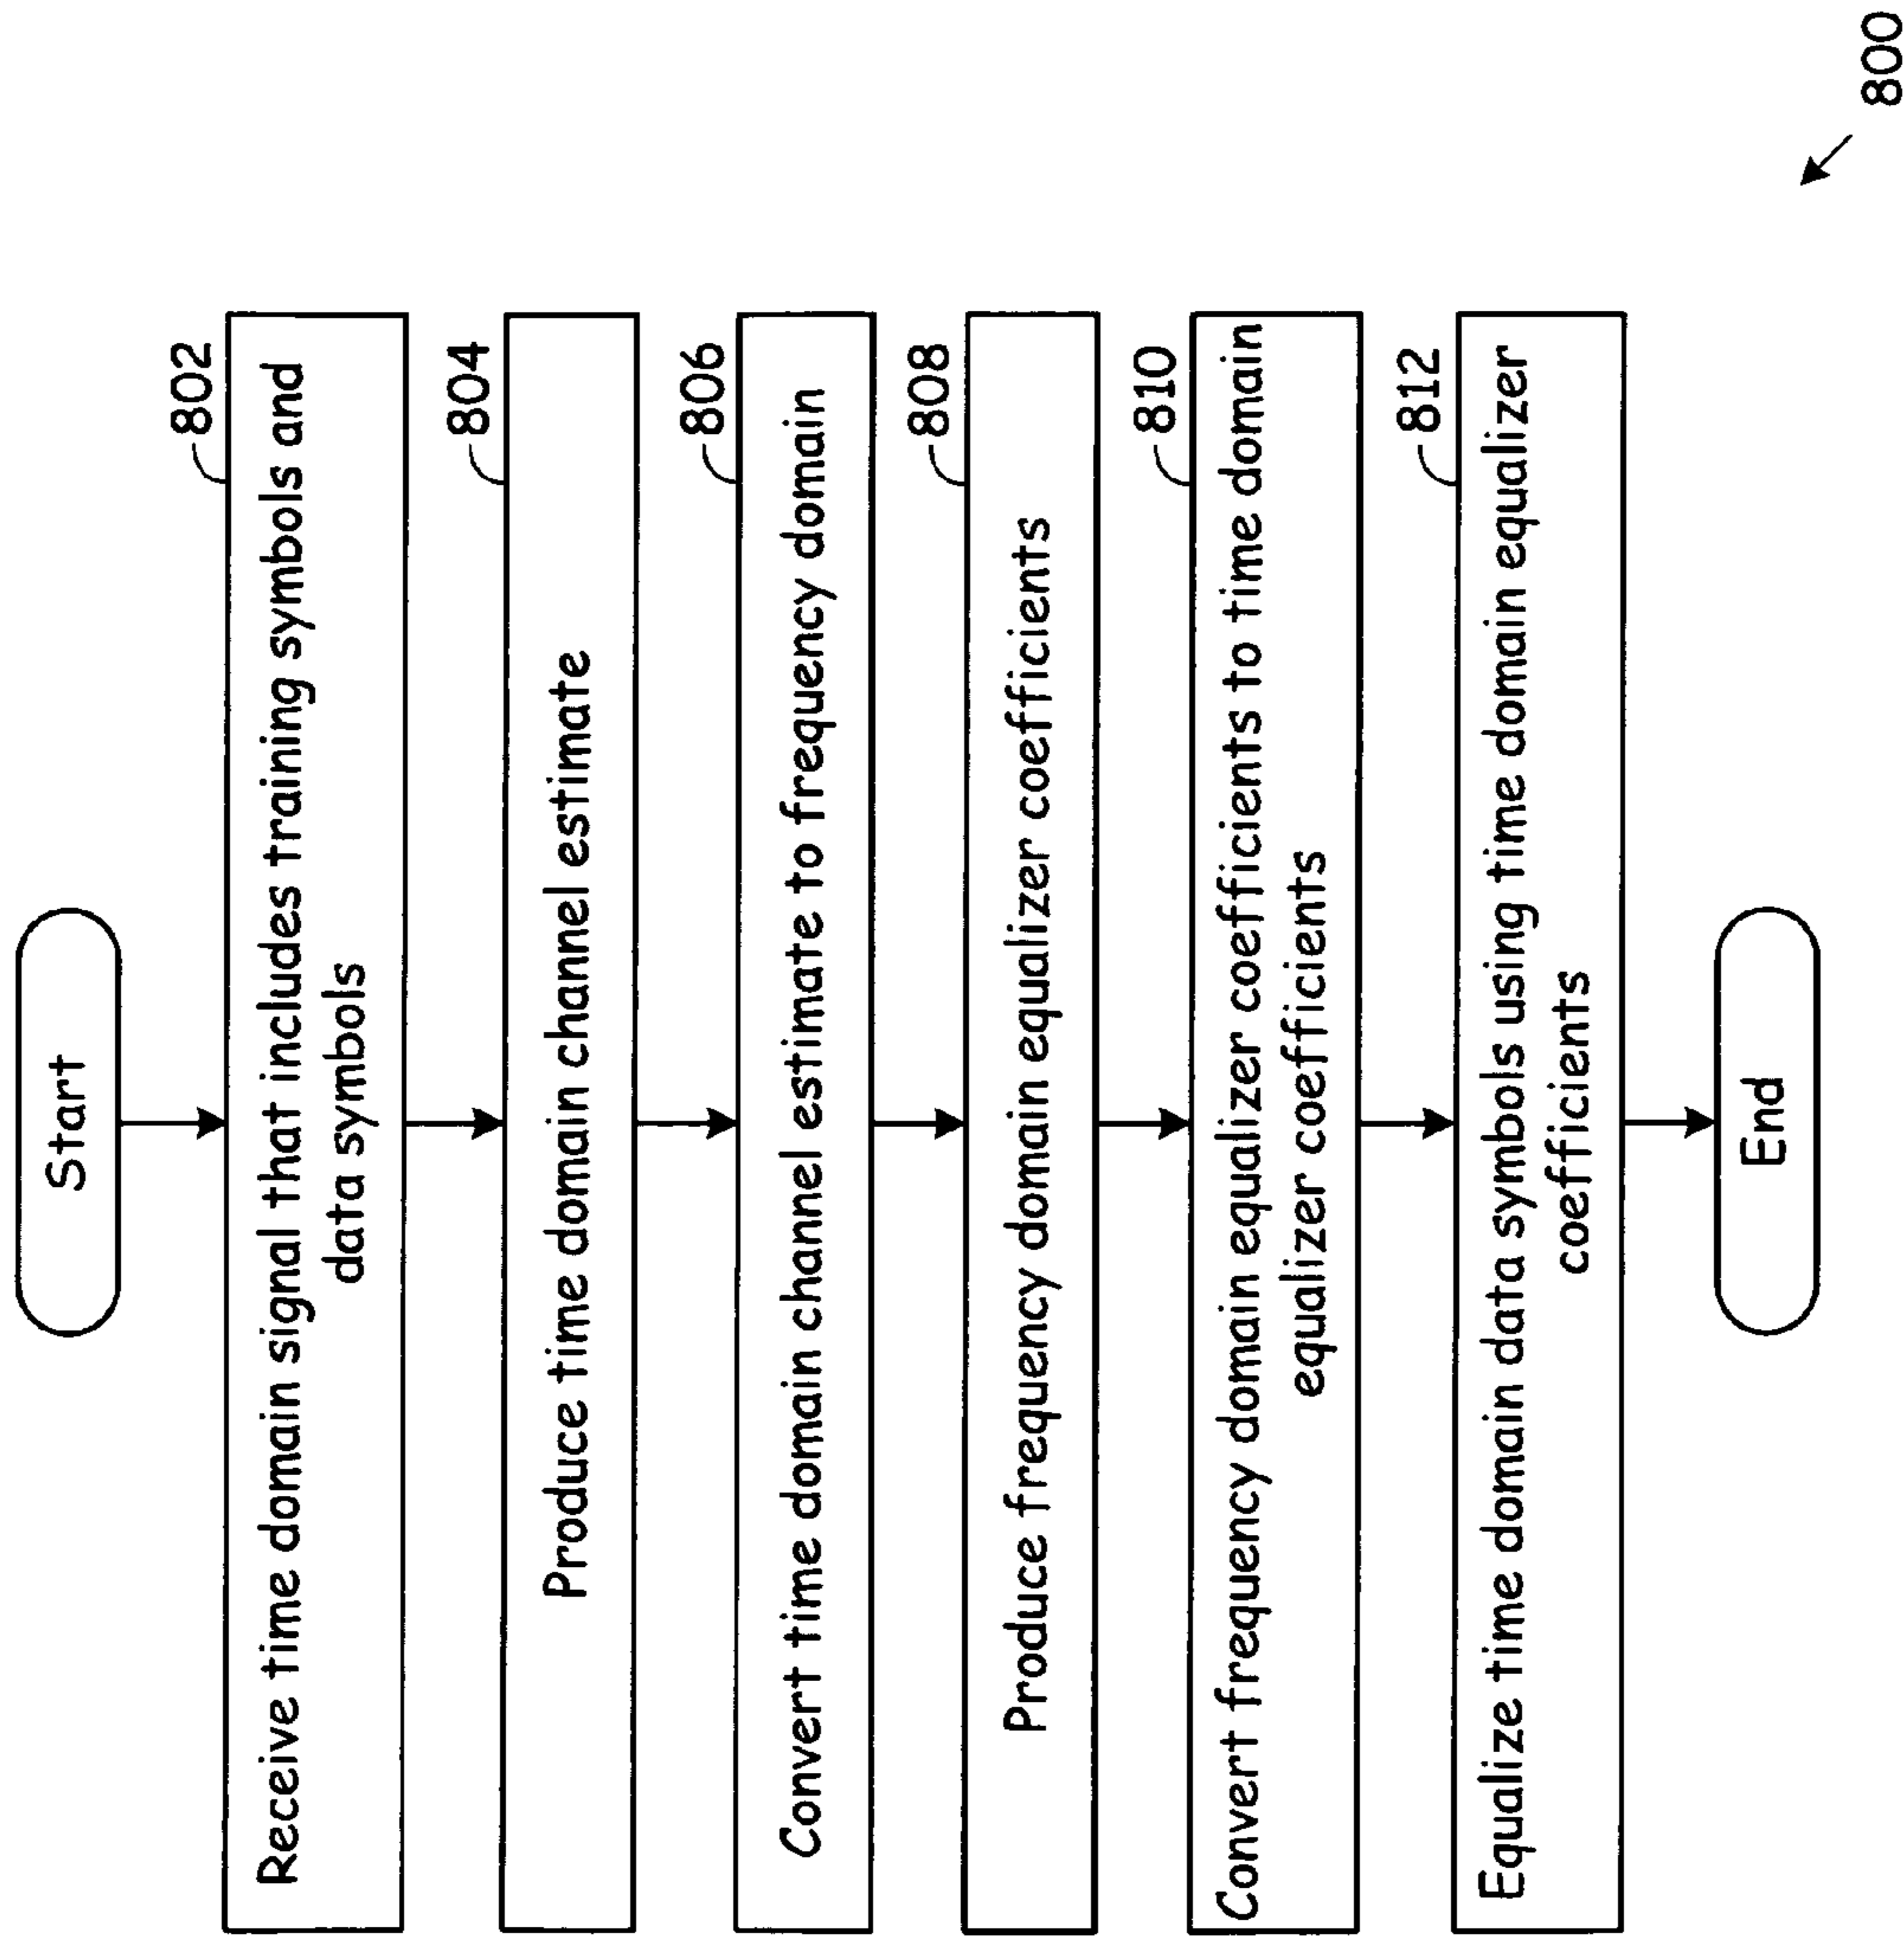 Start
802
Receive time domain signal that includes training symbols and
data symbols
804
Produce time domain channel estimate
806
Convert time domain channel estimate to frequency domain
808
Produce frequency domain equalizer coefficients
810
Convert frequency domain equalizer coefficients to time domain
equalizer coefficients
812
Equalize time domain data symbols using time domain equalizer
coefficients
End
800